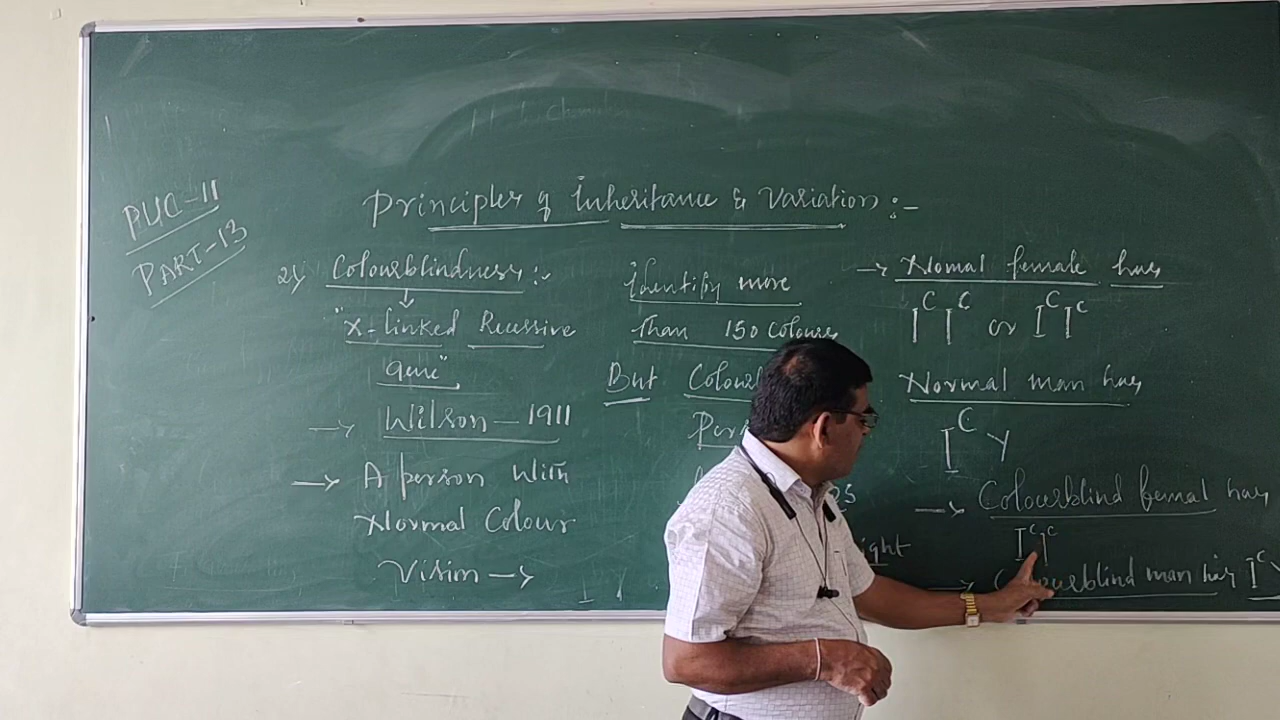 PUC-11
PART-13
Principles of Inheritance & Variation :-
2) Colourblindness :-
"X-linked Recessive
gene"
→ Wilson - 1911
→ A person with
Normal Colour
Vision →
identify more
than 150 colours
But
→ Normal female has
I^C I^C or I^C I^c
Normal man has
I^C Y
→ Colourblind femal has
I^c I^c
→ Colourblind man has I^c Y